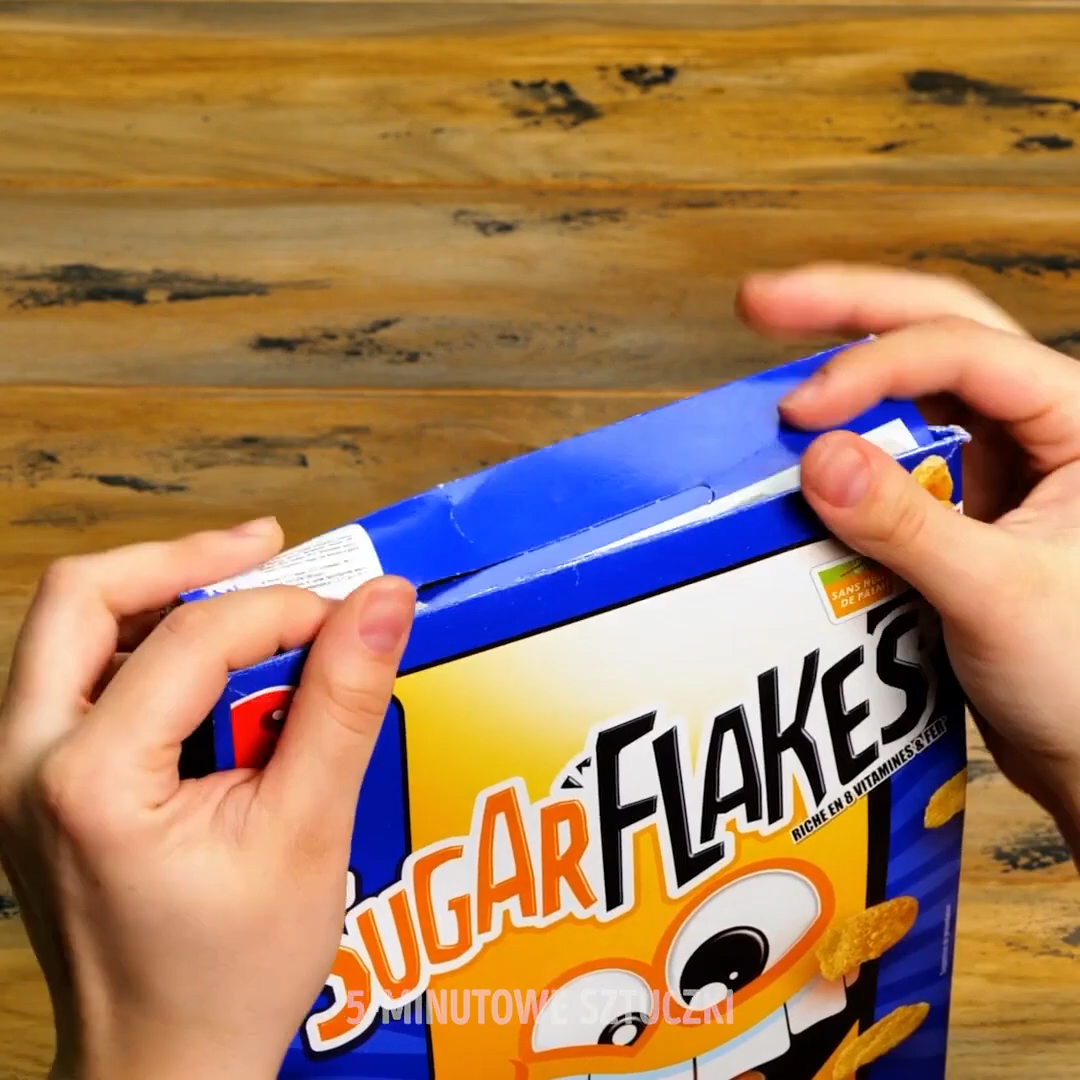 SANS HUILE
DE PALME
SUGAR FLAKES
RICHE EN 8 VITAMINES & FER
5 MINUTOWE SZTUCZKI